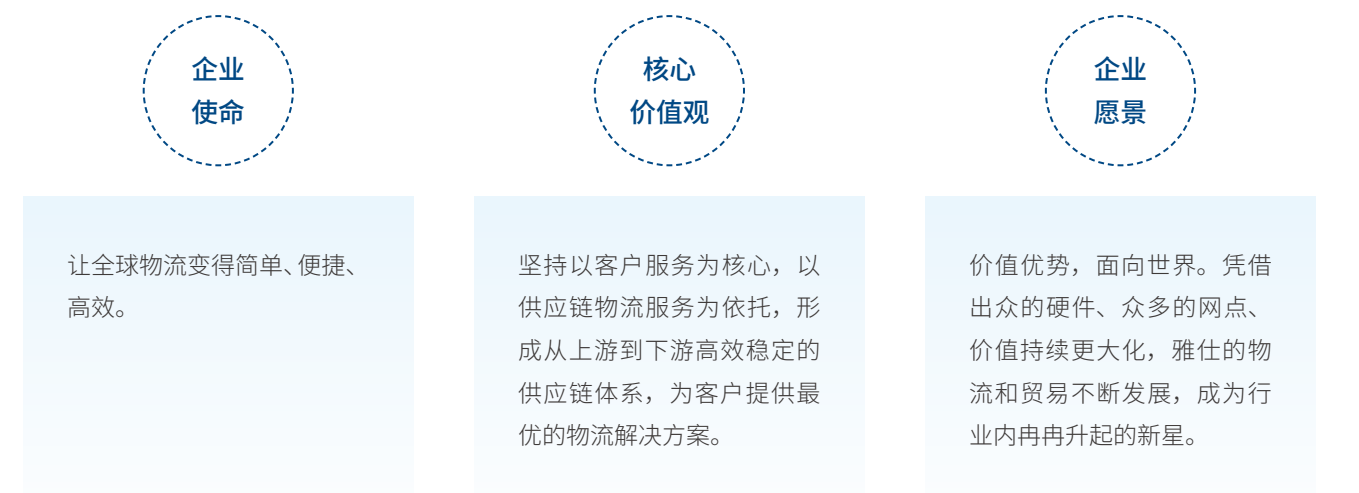 企业
使命
让全球物流变得简单、便捷、
高效。
核心
价值观
坚持以客户服务为核心，以
供应链物流服务为依托，形
成从上游到下游高效稳定的
供应链体系，为客户提供最
优的物流解决方案。
企业
愿景
价值优势，面向世界。凭借
出众的硬件、众多的网点、
价值持续更大化，雅仕的物
流和贸易不断发展，成为行
业内冉冉升起的新星。